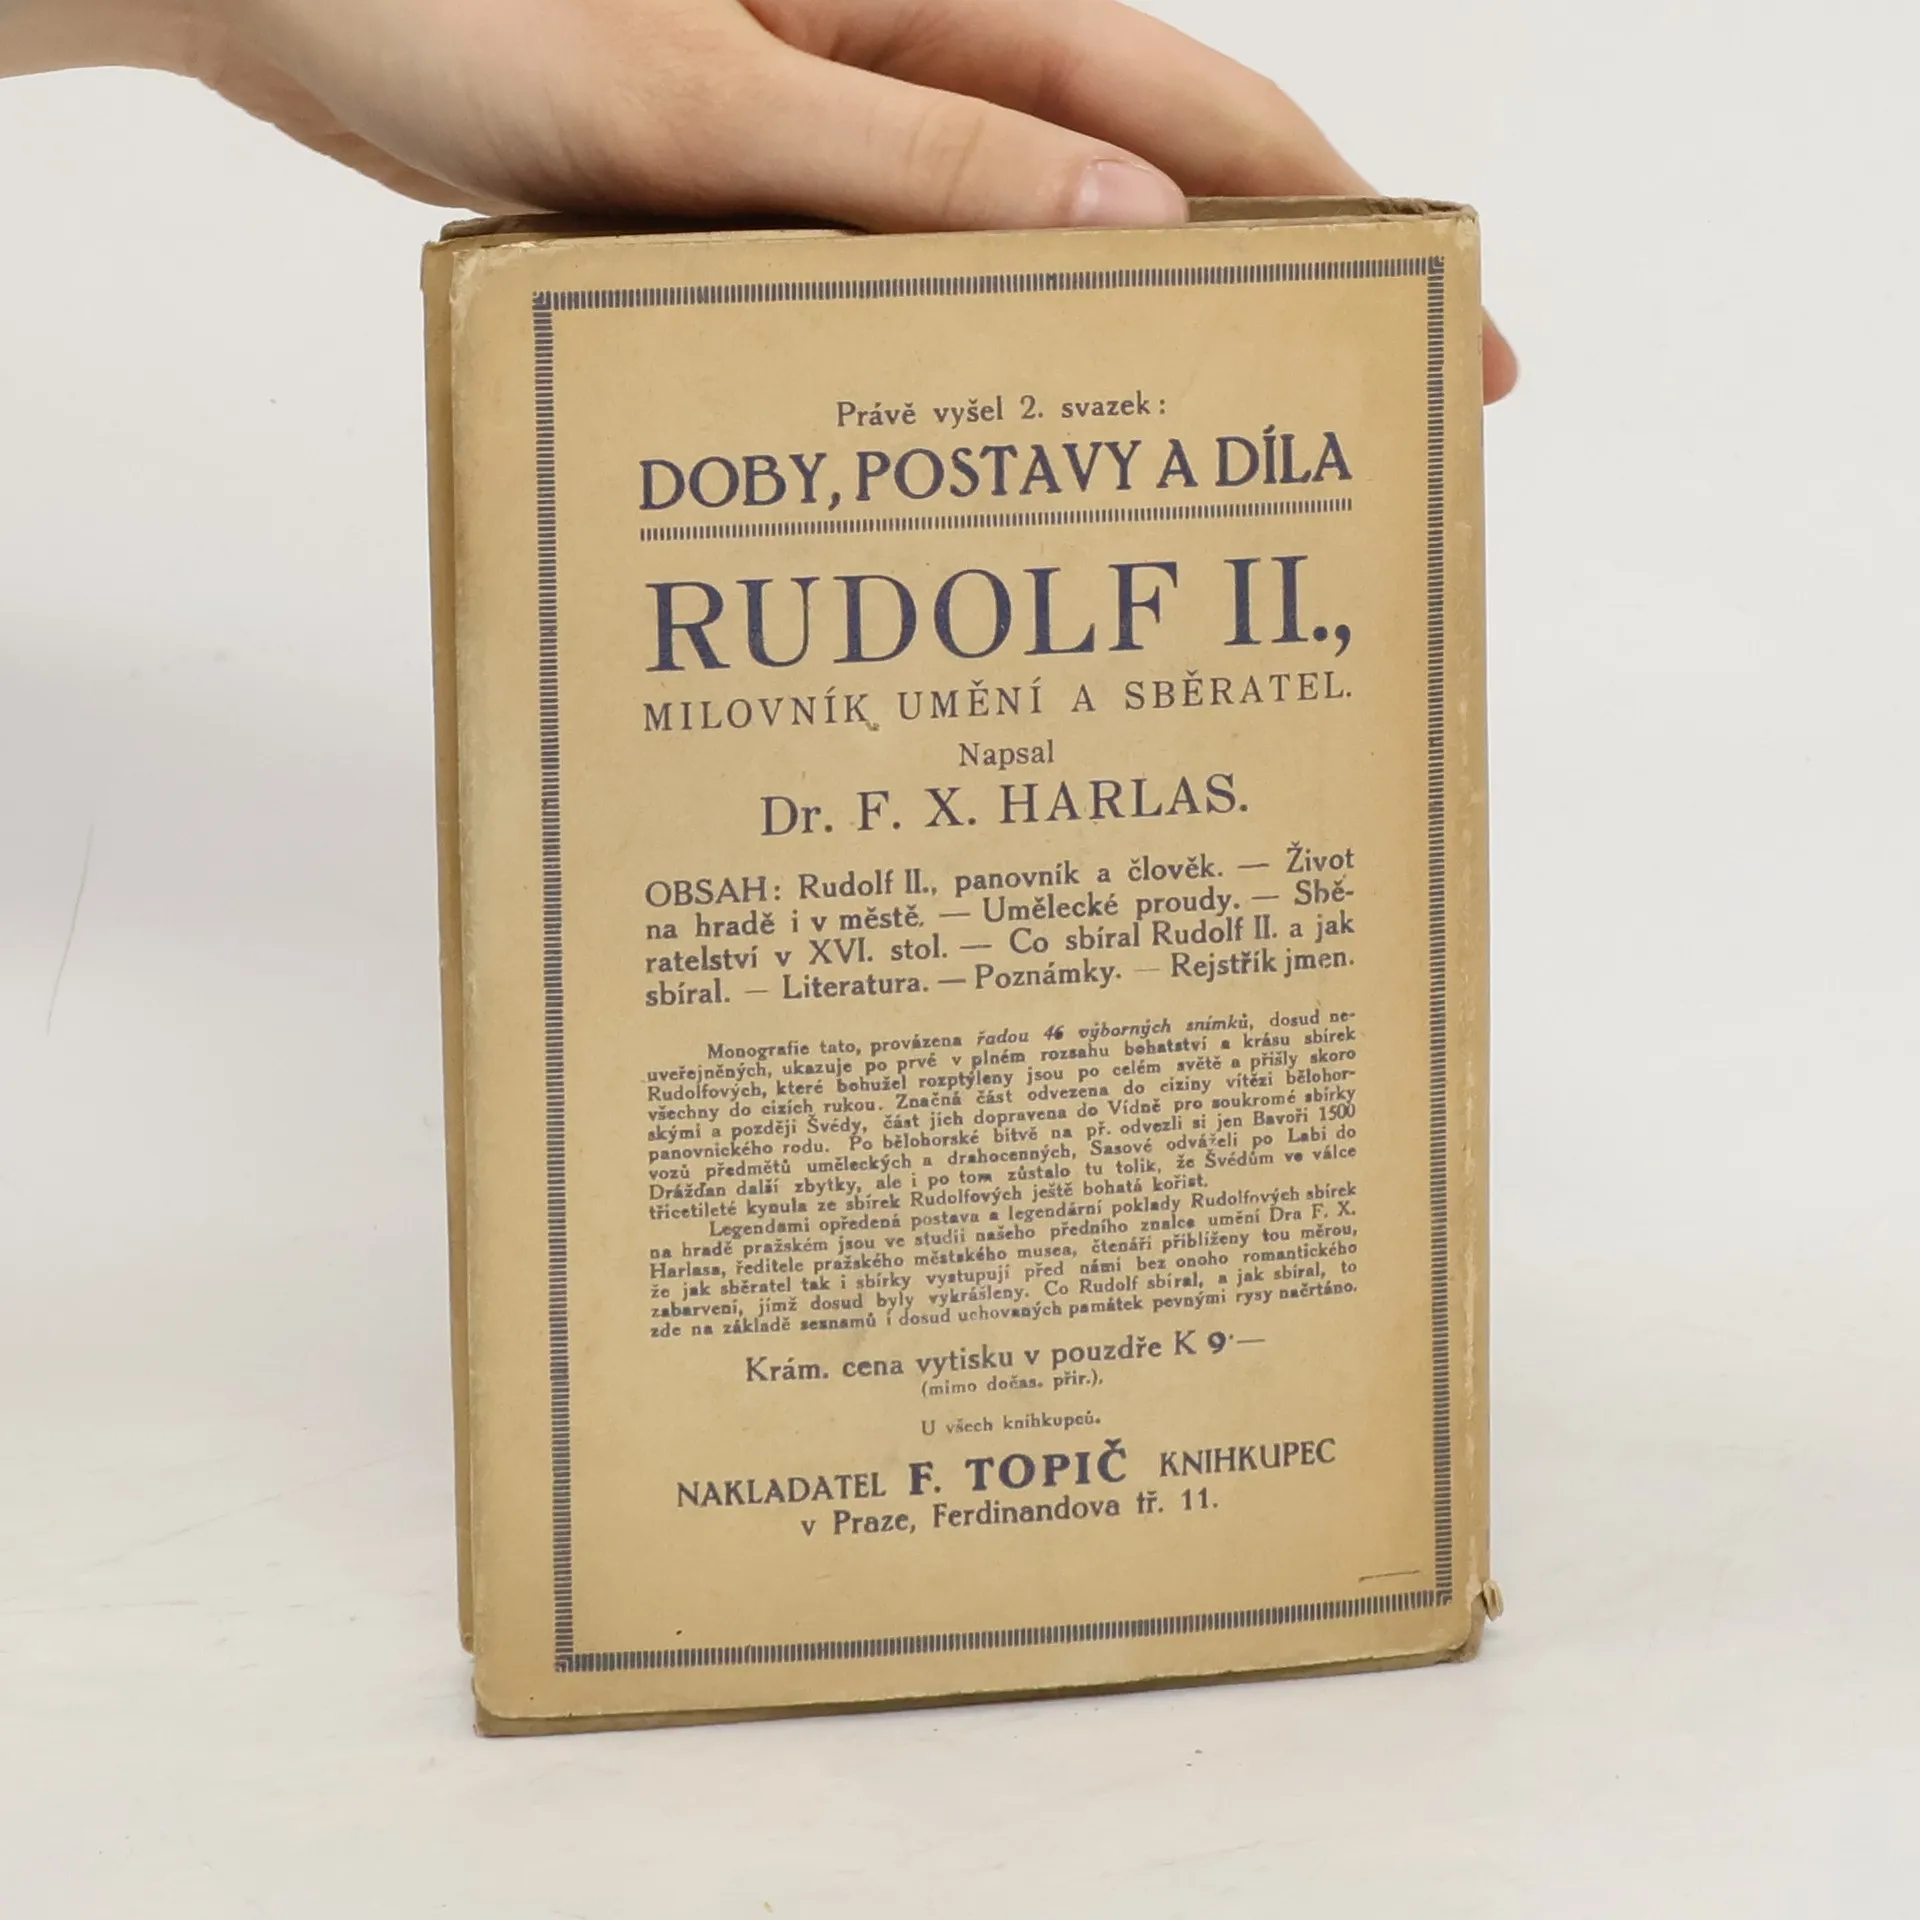 Právě vyšel 2. svazek:
DOBY, POSTAVY A DÍLA
RUDOLF II.,
MILOVNÍK UMĚNÍ A SBĚRATEL.
Napsal
Dr. F. X. HARLAS.
OBSAH: Rudolf II., panovník a člověk. — Život
na hradě i v městě. — Umělecké proudy. — Sbě-
ratelství v XVI. stol. — Co sbíral Rudolf II. a jak
sbíral. — Literatura. — Poznámky. — Rejstřík jmen.
Monografie tato, provázena řadou 46 výborných snímků, dosud ne-
uveřejněných, ukazuje po prvé v plném rozsahu bohatství a krásu sbírek
Rudolfových, které bohužel rozptýleny jsou po celém světě a přišly skoro
všechny do cizích rukou. Značná část odvezena do ciziny vítězi bělohor-
skými a později Švédy, část jich dopravena do Vídně pro soukromé sbírky
panovnického rodu. Po bělohorské bitvě na př. odvezli si jen Bavoři 1500
vozů předmětů uměleckých a drahocenných, Sasové odváželi po Labi do
Drážďan další zbytky, ale i po tom zůstalo tu tolik, že Švédům ve válce
třicetileté kynula ze sbírek Rudolfových ještě bohatá kořist.
Legendami opředená postava a legendární poklady Rudolfových sbírek
na hradě pražském jsou ve studii našeho předního znalce umění Dra F. X.
Harlasa, ředitele pražského městského musea, čtenáři přiblíženy tou měrou,
že jak sběratel tak i sbírky vystupují před námi bez onoho romantického
zabarvení, jímž dosud byly vykrášleny. Co Rudolf sbíral, a jak sbíral, to
zde na základě seznamů i dosud uchovaných památek pevnými rysy načrtáno.
Krám. cena vytisku v pouzdře K 9·—
(mimo dočas. přir.),
U všech knihkupců.
NAKLADATEL F. TOPIČ KNIHKUPEC
v Praze, Ferdinandova tř. 11.